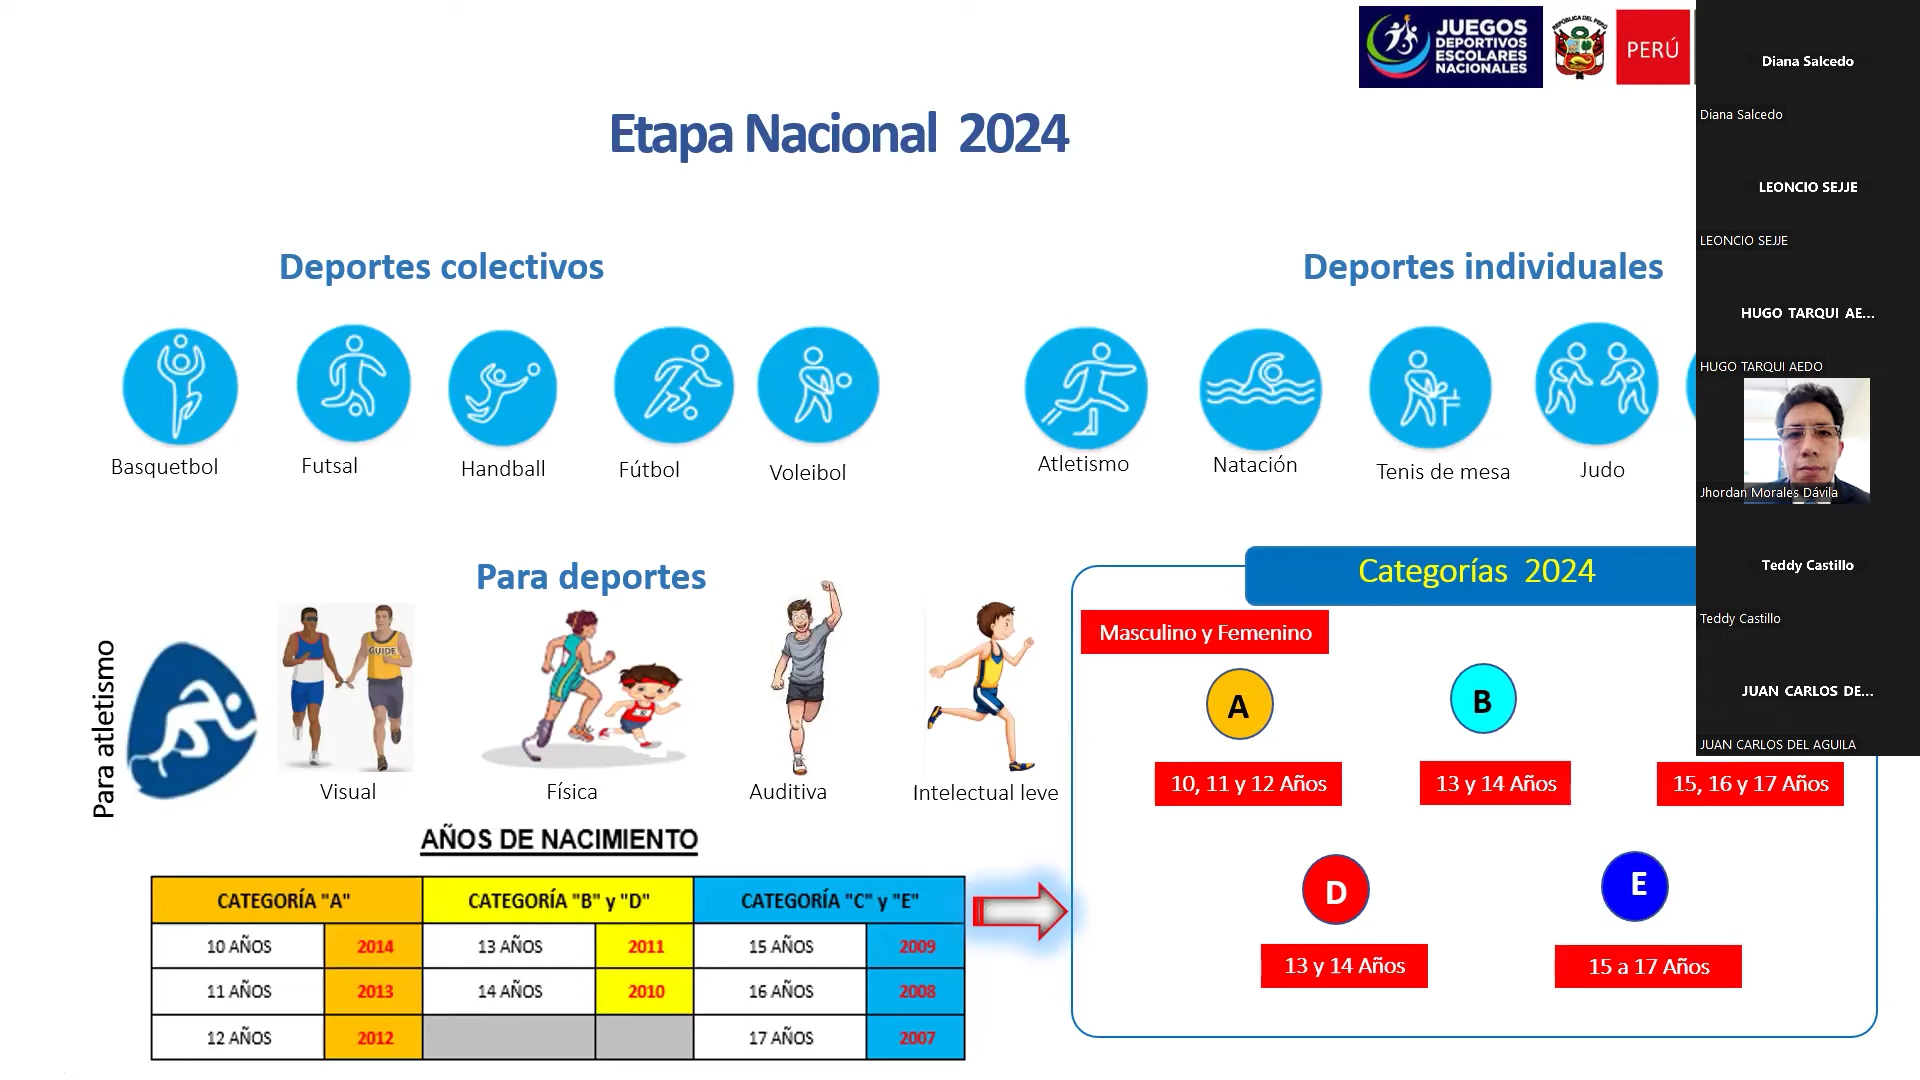 JUEGOS
DEPORTIVOS
ESCOLARES
NACIONALES
REPÚBLICA DEL PERÚ
PERÚ
Etapa Nacional 2024
Deportes colectivos
Deportes individuales
Basquetbol
Futsal
Handball
Fútbol
Voleibol
Atletismo
Natación
Tenis de mesa
Judo
Para deportes
Para atletismo
GUIDE
Visual
Física
Auditiva
Intelectual leve
Categorías 2024
Masculino y Femenino
A
B
10, 11 y 12 Años
13 y 14 Años
15, 16 y 17 Años
D
E
13 y 14 Años
15 a 17 Años
AÑOS DE NACIMIENTO
CATEGORÍA "A" CATEGORÍA "B" y "D" CATEGORÍA "C" y "E"
10 AÑOS 2014 13 AÑOS 2011 15 AÑOS 2009
11 AÑOS 2013 14 AÑOS 2010 16 AÑOS 2008
12 AÑOS 2012 17 AÑOS 2007
Diana Salcedo
Diana Salcedo
LEONCIO SEJJE
LEONCIO SEJJE
HUGO TARQUI AE...
HUGO TARQUI AEDO
Jhordan Morales Dávila
Teddy Castillo
Teddy Castillo
JUAN CARLOS DE...
JUAN CARLOS DEL AGUILA